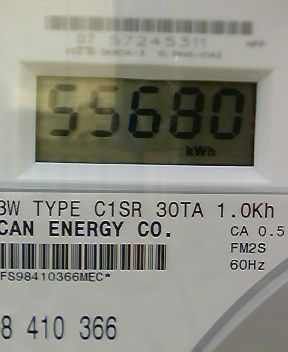 07 57245311
55680
kWh
3W TYPE C1SR 30TA 1.0Kh
CAN ENERGY CO.
CA 0.5
FM2S
60Hz
FS98410366MEC*
8 410 366